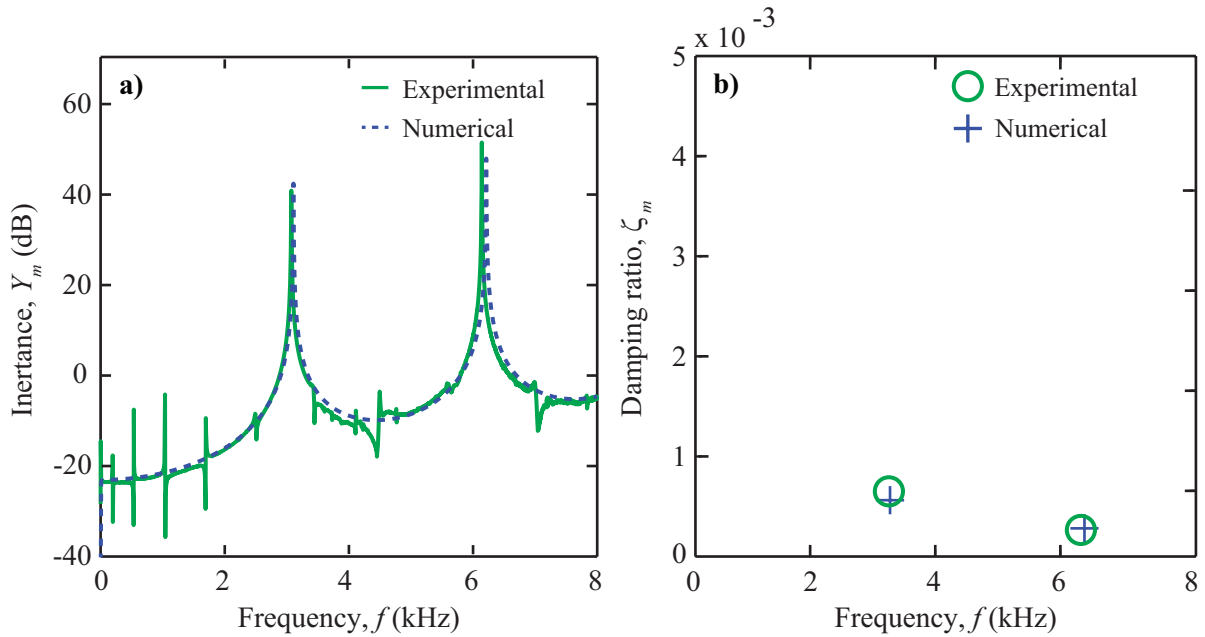 a)
Experimental
Numerical
60
40
20
0
-20
-40
0
2
4
6
8
Inertance, Y_m (dB)
Frequency, f (kHz)
x 10^-3
b)
Experimental
Numerical
5
4
3
2
1
0
0
2
4
6
8
Damping ratio, ζ_m
Frequency, f (kHz)